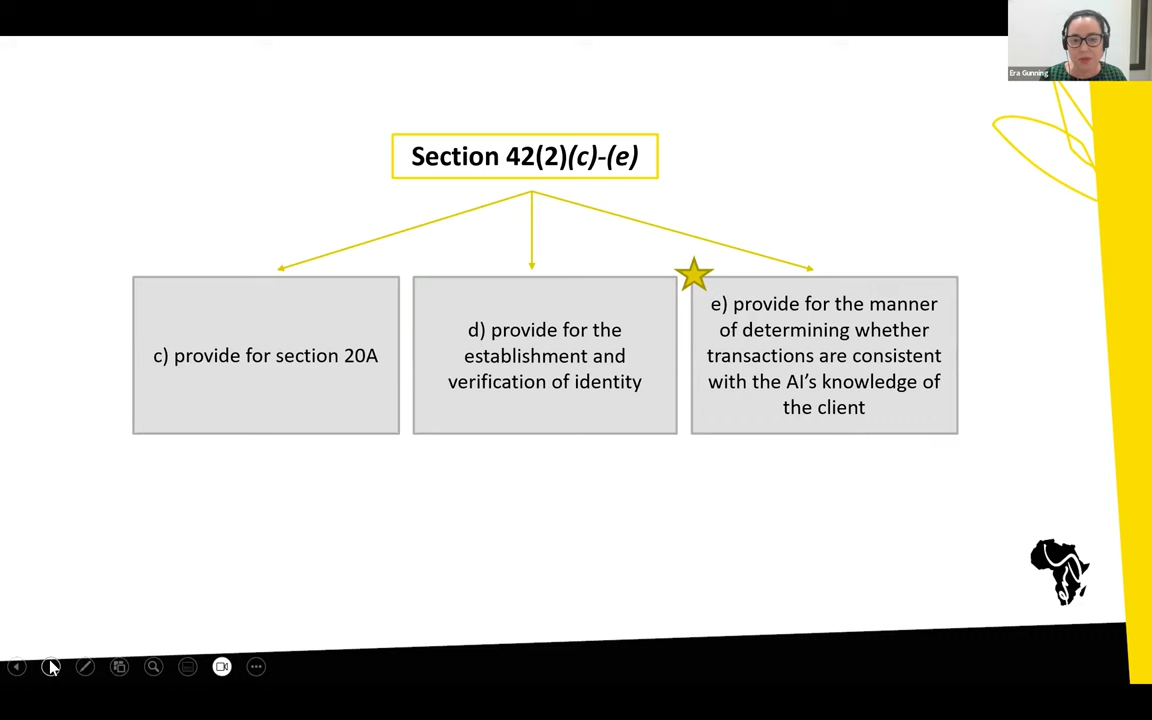 Era Gunning
Section 42(2)(c)-(e)
c) provide for section 20A
d) provide for the
establishment and
verification of identity
e) provide for the manner
of determining whether
transactions are consistent
with the AI's knowledge of
the client